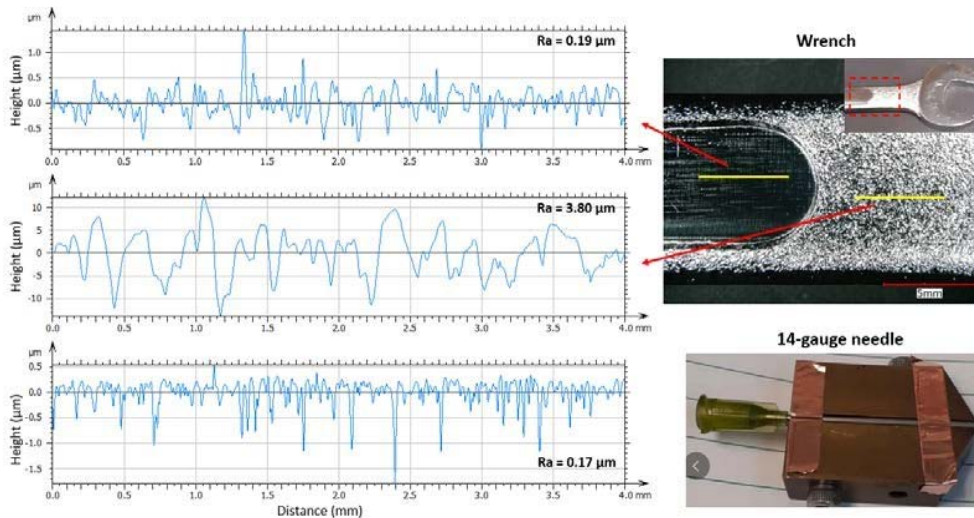 µm
Height (µm)
1.0
0.5
0.0
-0.5
Ra = 0.19 µm
0.0 0.5 1.0 1.5 2.0 2.5 3.0 3.5 4.0 mm
µm
Height (µm)
10
5
0
-5
-10
Ra = 3.80 µm
0.0 0.5 1.0 1.5 2.0 2.5 3.0 3.5 4.0 mm
µm
Height (µm)
0.5
0.0
-0.5
-1.0
-1.5
Ra = 0.17 µm
0.0 0.5 1.0 1.5 2.0 2.5 3.0 3.5 4.0 mm
Distance (mm)
Wrench
5mm
14-gauge needle